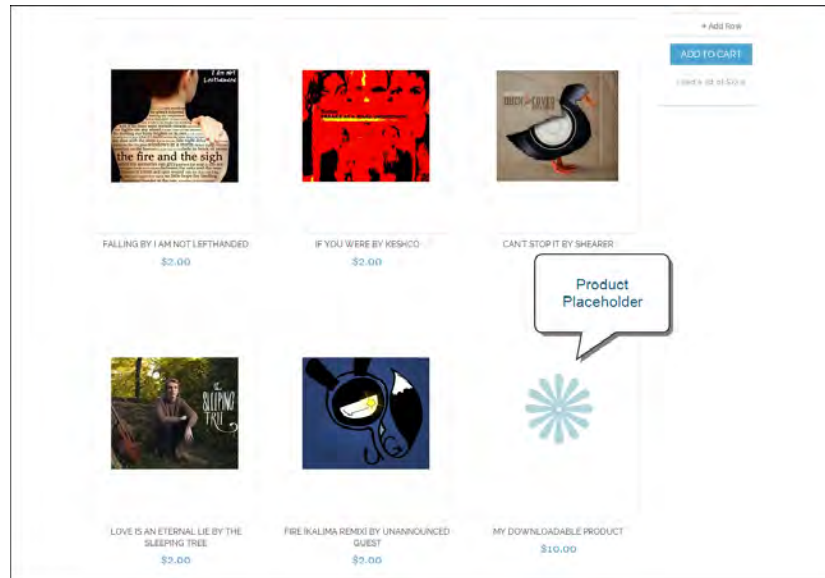 + Add Row
ADD TO CART
I AM NOT
LEFTHANDED
the fire and the sigh
FALLING BY I AM NOT LEFTHANDED
$2.00
IF YOU WERE BY KESHCO
$2.00
CAN'T STOP IT BY SHEARER
Product
Placeholder
the
SLEEPING
TREE
LOVE IS AN ETERNAL LIE BY THE
SLEEPING TREE
$2.00
UG
FIRE (KALIMA REMIX) BY UNANNOUNCED
GUEST
$2.00
MY DOWNLOADABLE PRODUCT
$10.00